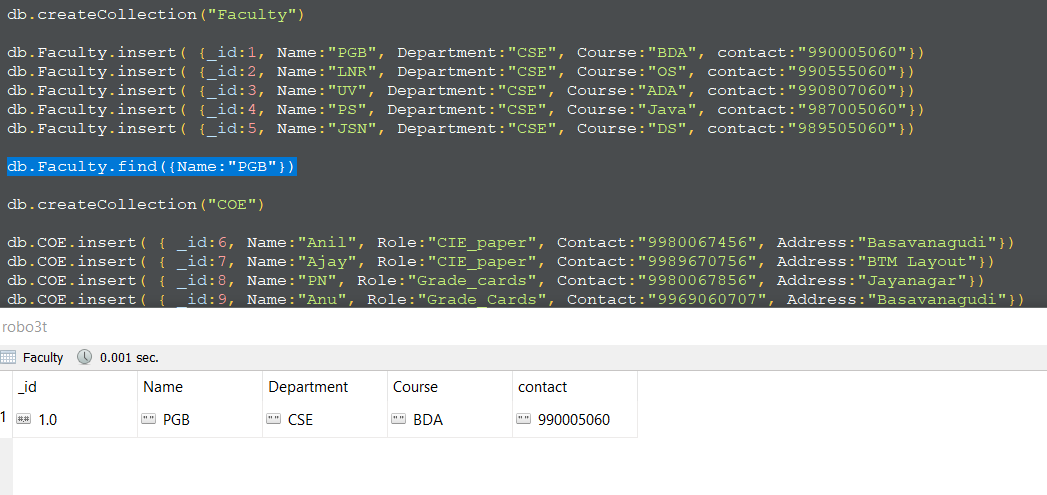 db.createCollection("Faculty")
db.Faculty.insert( {_id:1, Name:"PGB", Department:"CSE", Course:"BDA", contact:"990005060"})
db.Faculty.insert( {_id:2, Name:"LNR", Department:"CSE", Course:"OS", contact:"990555060"})
db.Faculty.insert( {_id:3, Name:"UV", Department:"CSE", Course:"ADA", contact:"990807060"})
db.Faculty.insert( {_id:4, Name:"PS", Department:"CSE", Course:"Java", contact:"987005060"})
db.Faculty.insert( {_id:5, Name:"JSN", Department:"CSE", Course:"DS", contact:"989505060"})
db.Faculty.find({Name:"PGB"})
db.createCollection("COE")
db.COE.insert( { _id:6, Name:"Anil", Role:"CIE_paper", Contact:"9980067456", Address:"Basavanagudi"})
db.COE.insert( { _id:7, Name:"Ajay", Role:"CIE_paper", Contact:"9989670756", Address:"BTM Layout"})
db.COE.insert( { _id:8, Name:"PN", Role:"Grade_cards", Contact:"9980067856", Address:"Jayanagar"})
db.COE.insert( { _id:9, Name:"Anu", Role:"Grade_Cards", Contact:"9969060707", Address:"Basavanagudi"})
robo3t
Faculty 0.001 sec.
_id Name Department Course contact
1 ## 1.0 "" PGB "" CSE "" BDA "" 990005060